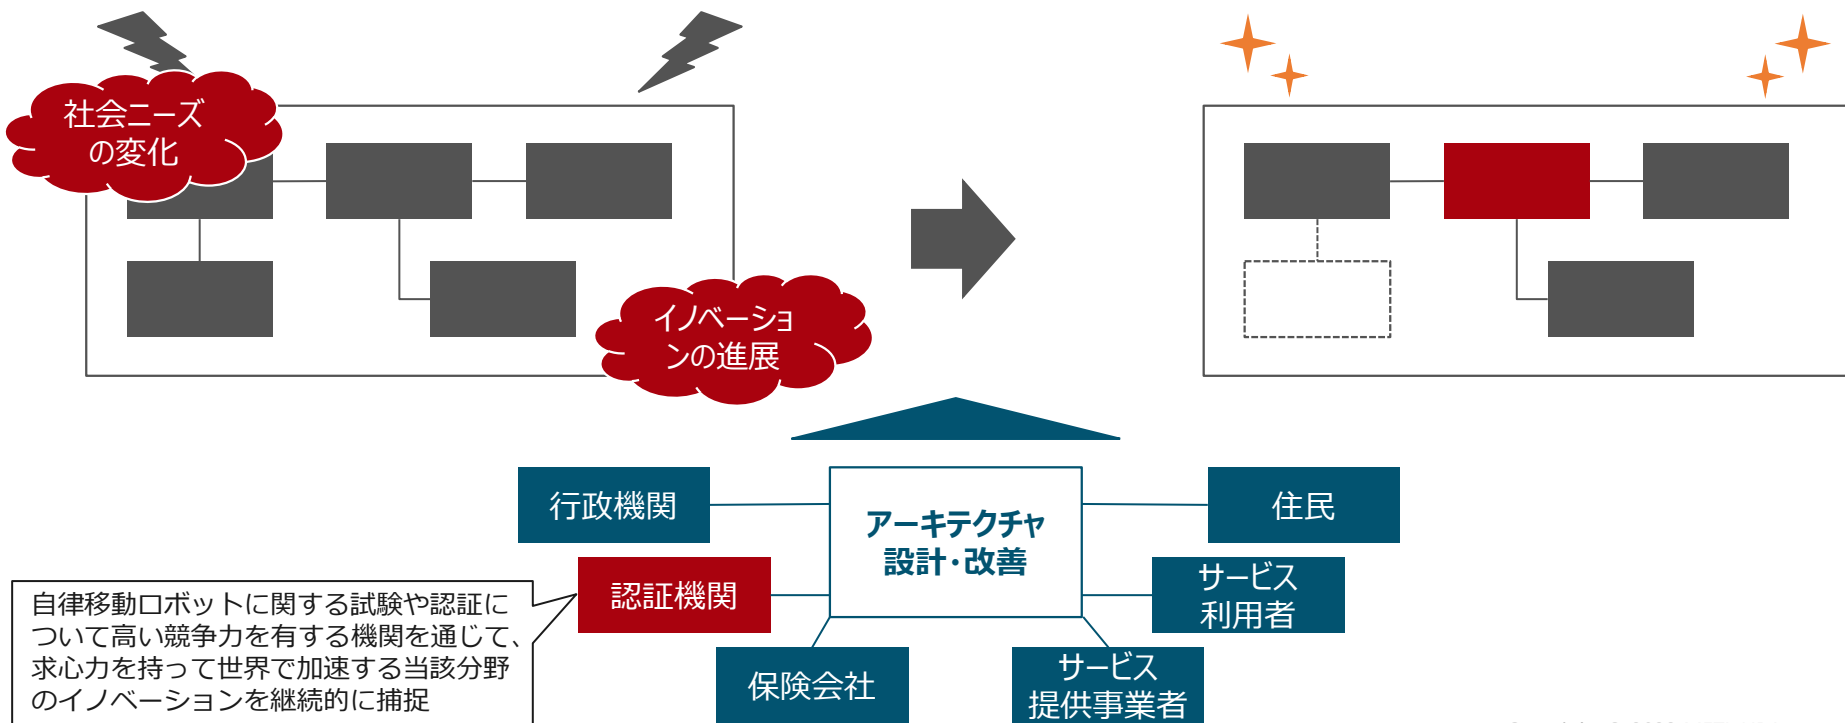 社会ニーズ
の変化
イノベーショ
ンの進展
行政機関
認証機関
保険会社
アーキテクチャ
設計・改善
住民
サービス
利用者
サービス
提供事業者
自律移動ロボットに関する試験や認証に
ついて高い競争力を有する機関を通じて、
求心力を持って世界で加速する当該分野
のイノベーションを継続的に捕捉